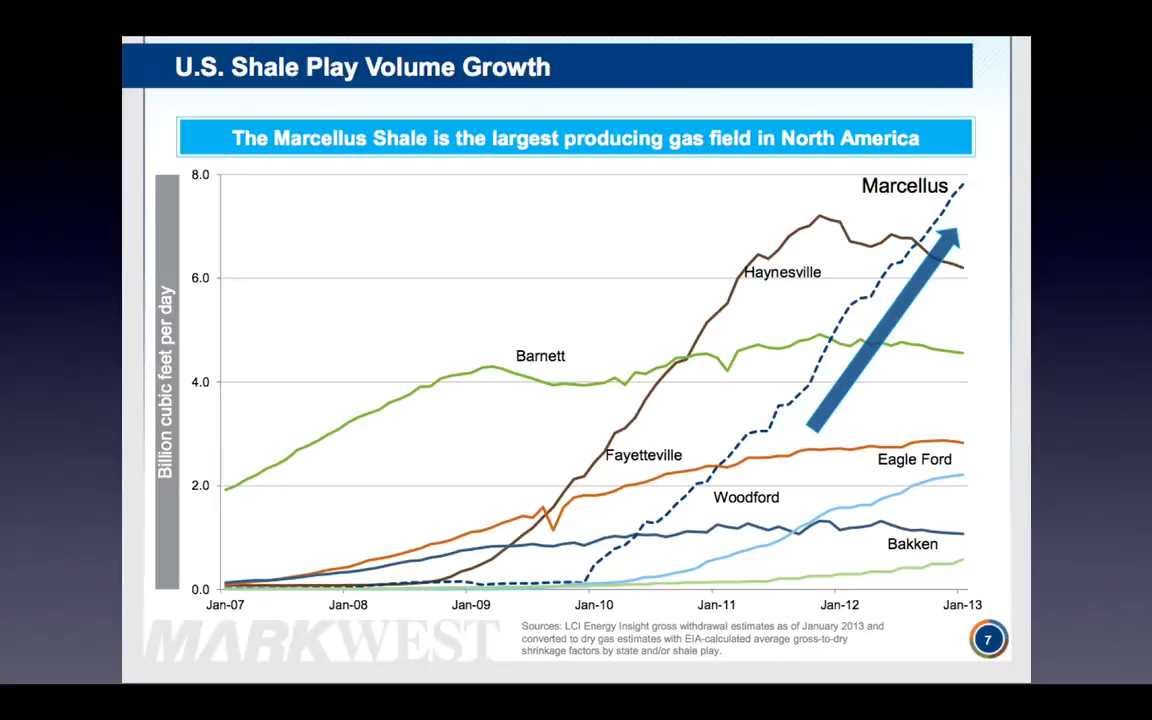 U.S. Shale Play Volume Growth
The Marcellus Shale is the largest producing gas field in North America
Billion cubic feet per day
8.0
6.0
4.0
2.0
0.0
Marcellus
Haynesville
Barnett
Fayetteville
Eagle Ford
Woodford
Bakken
Jan-07 Jan-08 Jan-09 Jan-10 Jan-11 Jan-12 Jan-13
MARKWEST
Sources: LCI Energy Insight gross withdrawal estimates as of January 2013 and
converted to dry gas estimates with EIA-calculated average gross-to-dry
shrinkage factors by state and/or shale play.
7